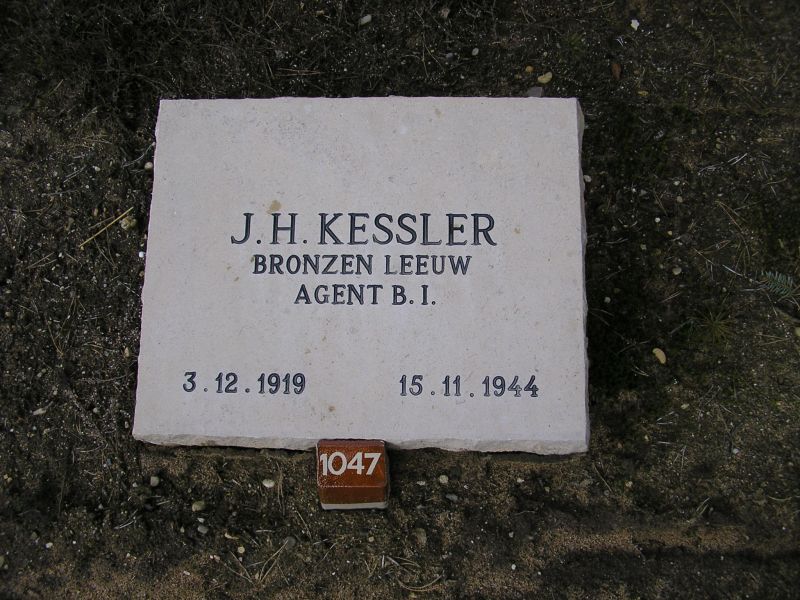 J.H. KESSLER
BRONZEN LEEUW
AGENT B.I.
3.12.1919 15.11.1944
1047